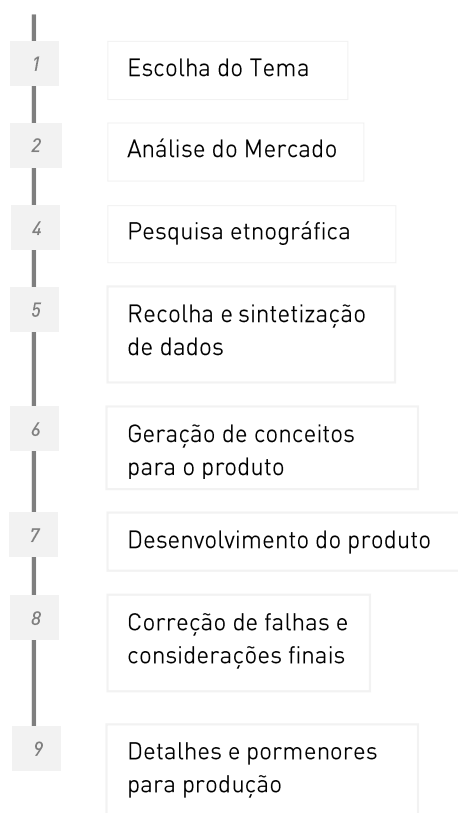 1
Escolha do Tema
2
Análise do Mercado
4
Pesquisa etnográfica
5
Recolha e sintetização
de dados
6
Geração de conceitos
para o produto
7
Desenvolvimento do produto
8
Correção de falhas e
considerações finais
9
Detalhes e pormenores
para produção